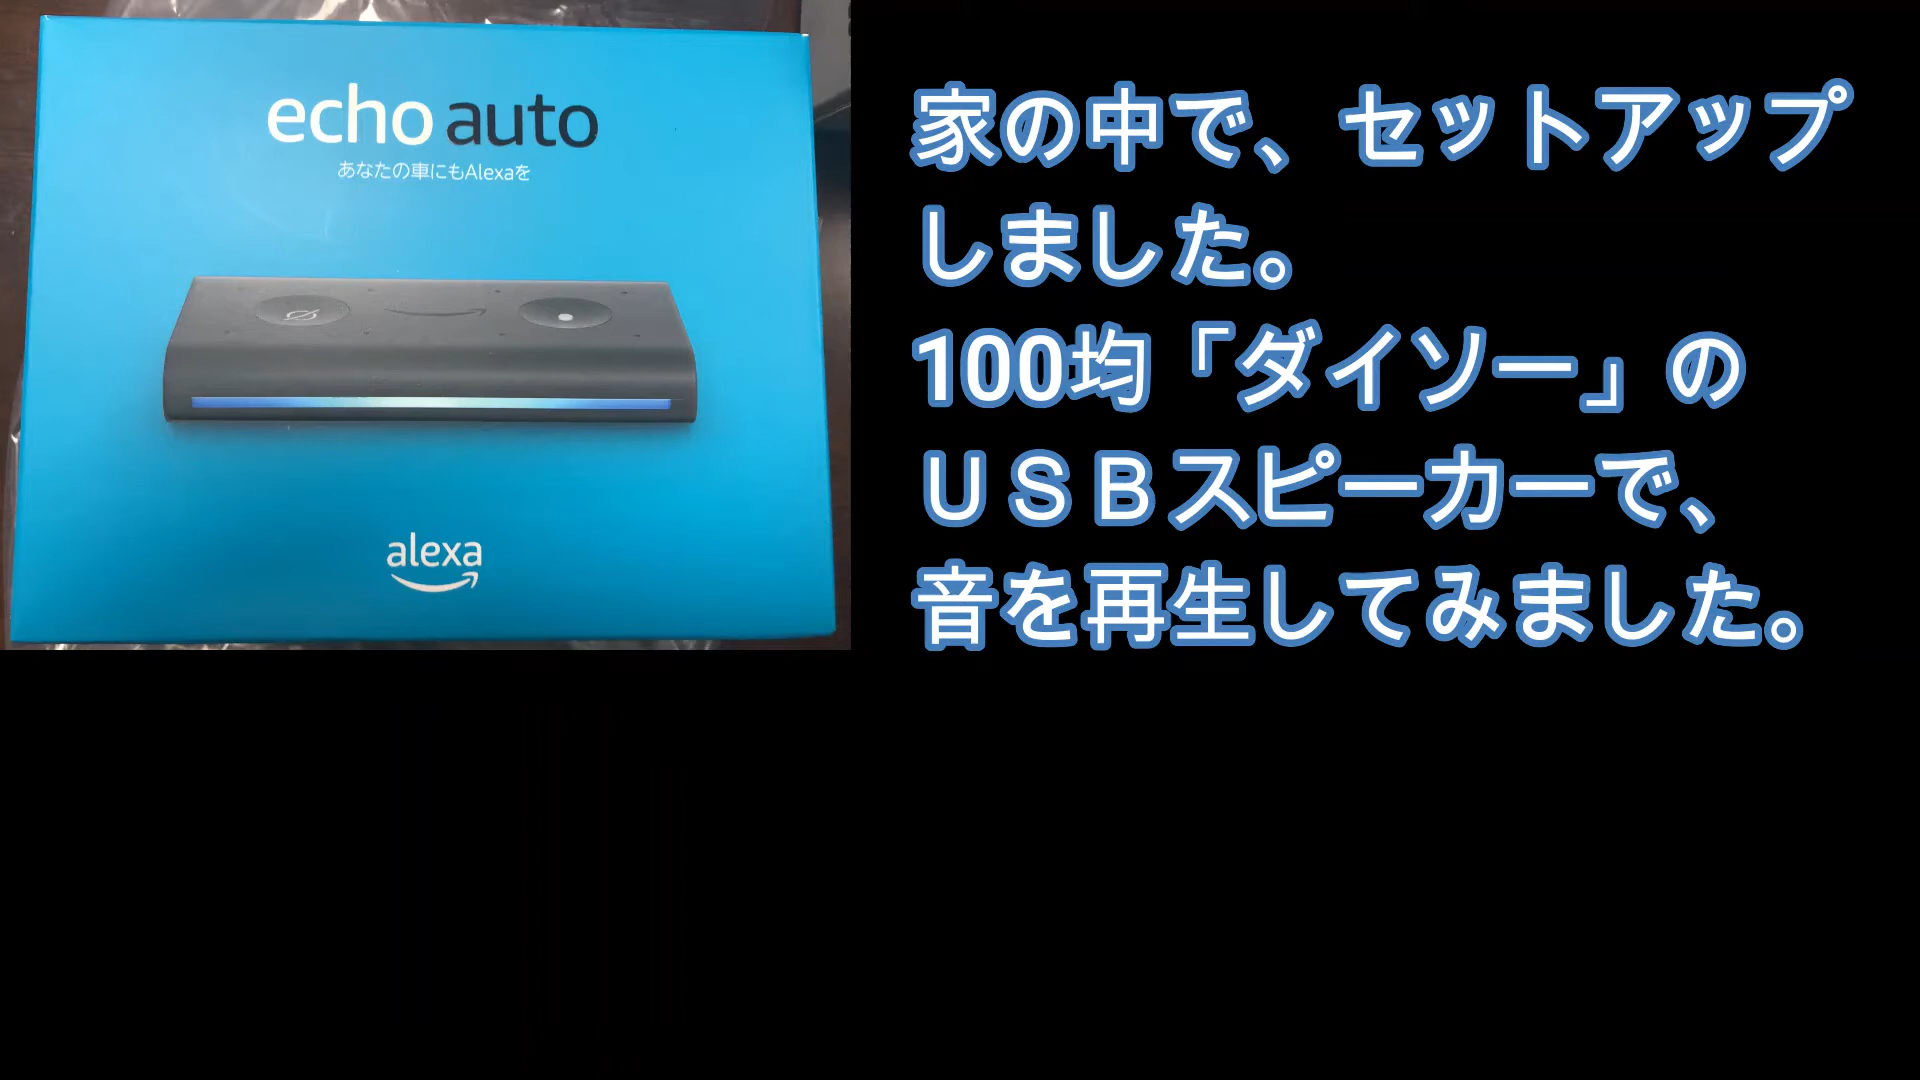 echo auto
あなたの車にもAlexaを
alexa
家の中で、セットアップ
しました。
100均「ダイソー」の
ＵＳＢスピーカーで、
音を再生してみました。